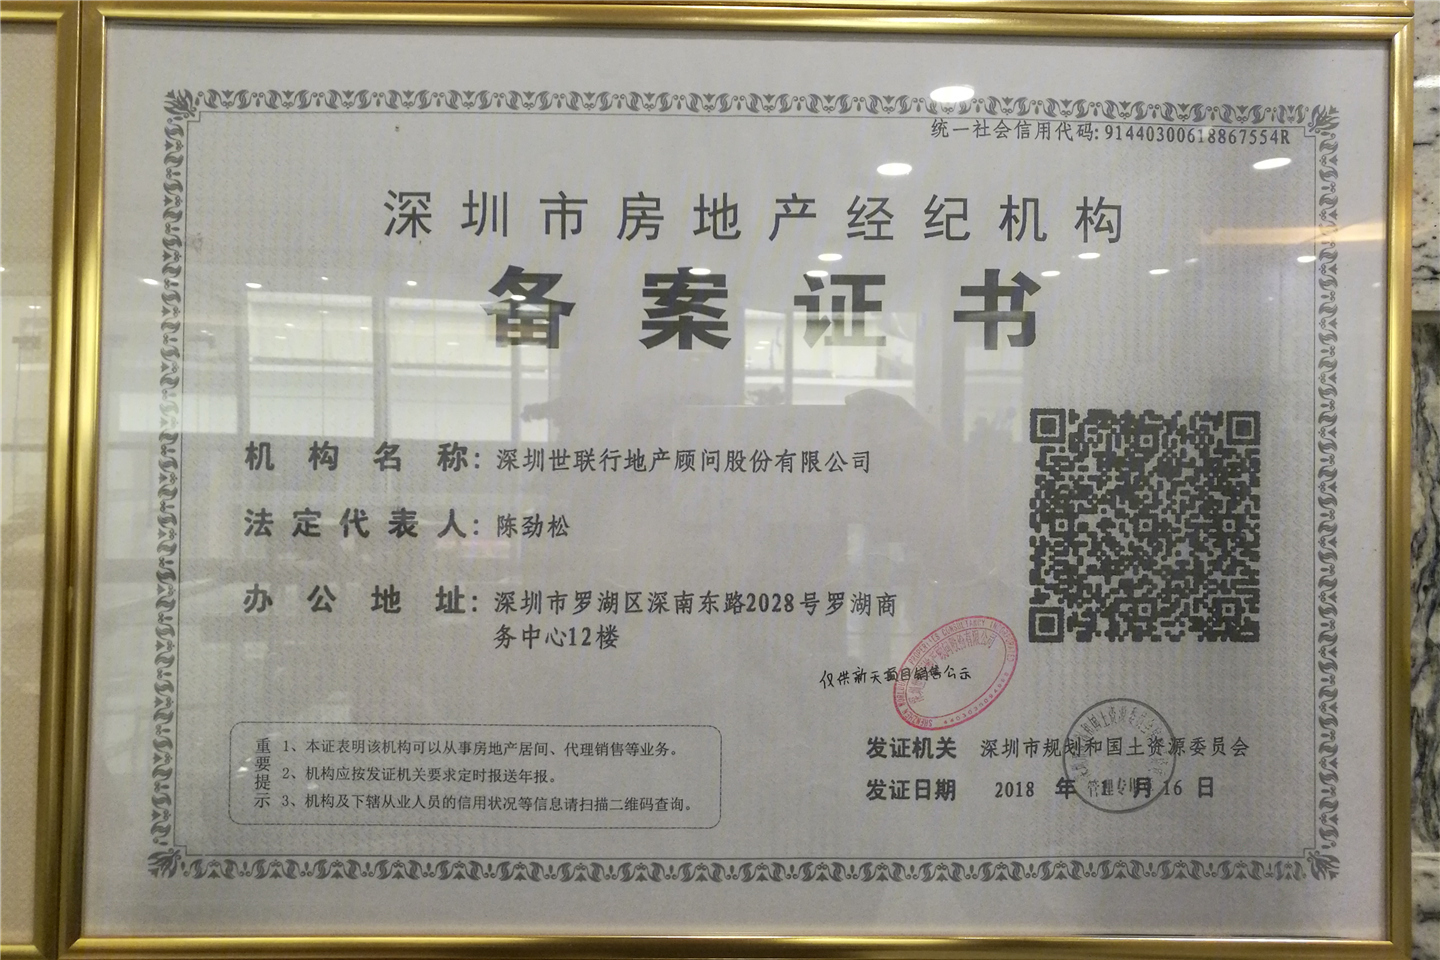 统一社会信用代码: 91440300618867554R
深圳市房地产经纪机构
备案证书
机构名称: 深圳世联行地产顾问股份有限公司
法定代表人: 陈劲松
办公地址: 深圳市罗湖区深南东路2028号罗湖商
务中心12楼
仅供新天项目销售公示
重要提示
1、本证表明该机构可以从事房地产居间、代理销售等业务。
2、机构应按发证机关要求定时报送年报。
3、机构及下辖从业人员的信用状况等信息请扫描二维码查询。
发证机关 深圳市规划和国土资源委员会
发证日期 2018 年 月 16 日